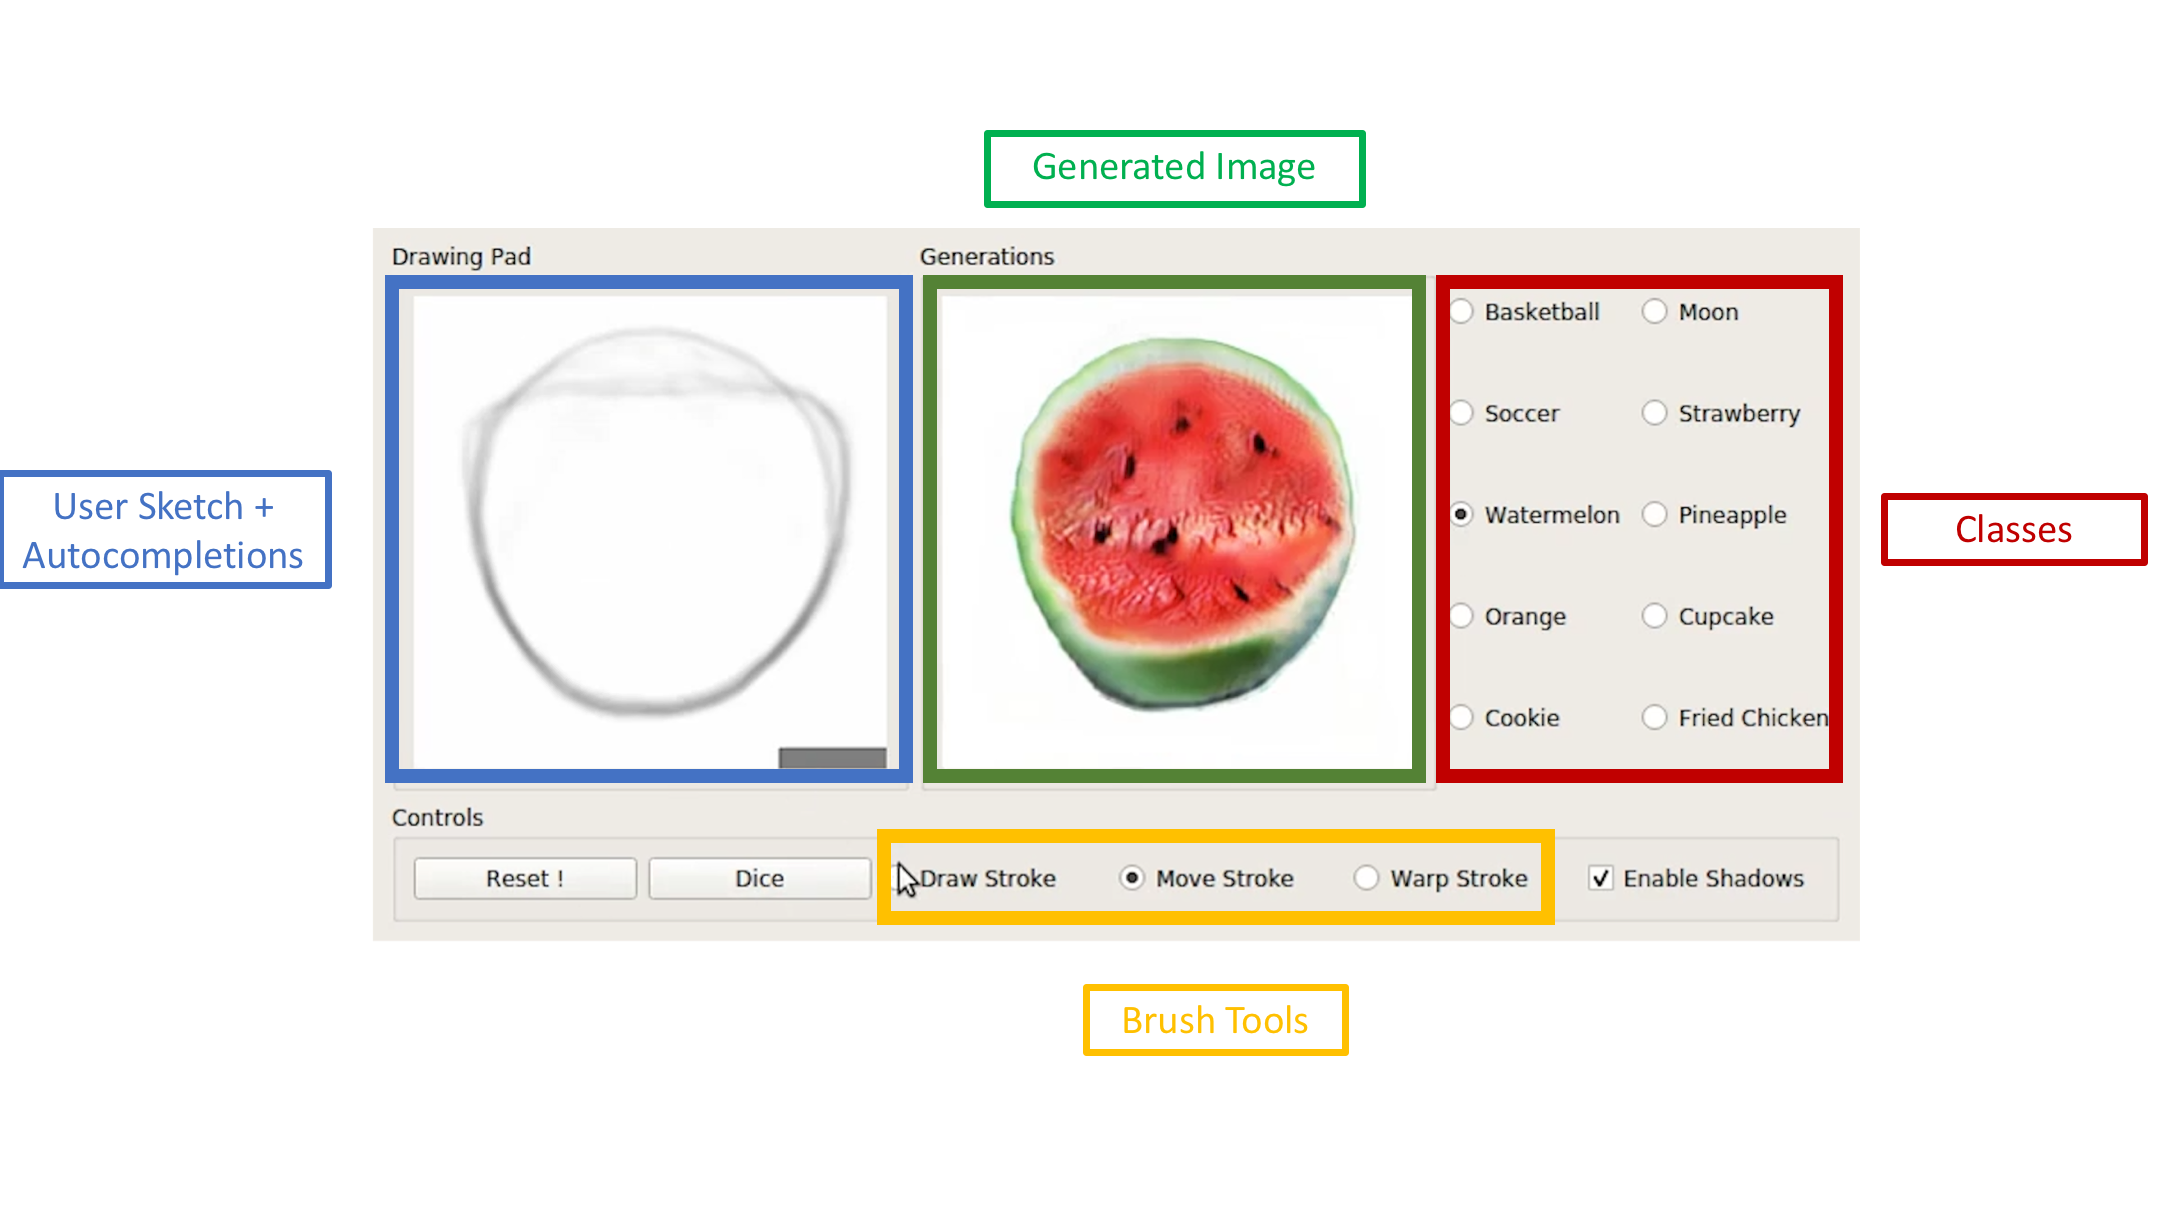 Generated Image
Drawing Pad
Generations
Basketball
Moon
Soccer
Strawberry
User Sketch +
Autocompletions
Watermelon
Pineapple
Classes
Orange
Cupcake
Cookie
Fried Chicken
Controls
Reset !
Dice
Draw Stroke
Move Stroke
Warp Stroke
Enable Shadows
Brush Tools